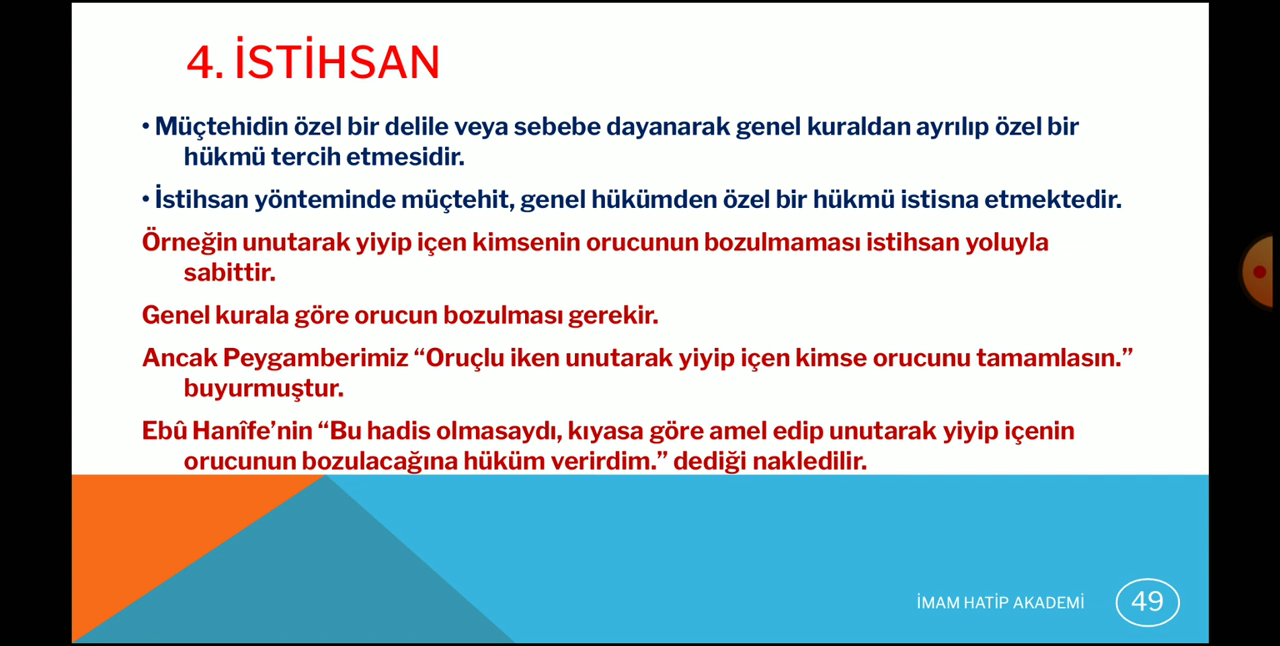 4. İSTİHSAN
• Müçtehidin özel bir delile veya sebebe dayanarak genel kuraldan ayrılıp özel bir
hükmü tercih etmesidir.
• İstihsan yönteminde müçtehit, genel hükümden özel bir hükmü istisna etmektedir.
Örneğin unutarak yiyip içen kimsenin orucunun bozulmaması istihsan yoluyla
sabittir.
Genel kurala göre orucun bozulması gerekir.
Ancak Peygamberimiz “Oruçlu iken unutarak yiyip içen kimse orucunu tamamlasın.”
buyurmuştur.
Ebû Hanîfe’nin “Bu hadis olmasaydı, kıyasa göre amel edip unutarak yiyip içenin
orucunun bozulacağına hüküm verirdim.” dediği nakledilir.
İMAM HATİP AKADEMİ
49